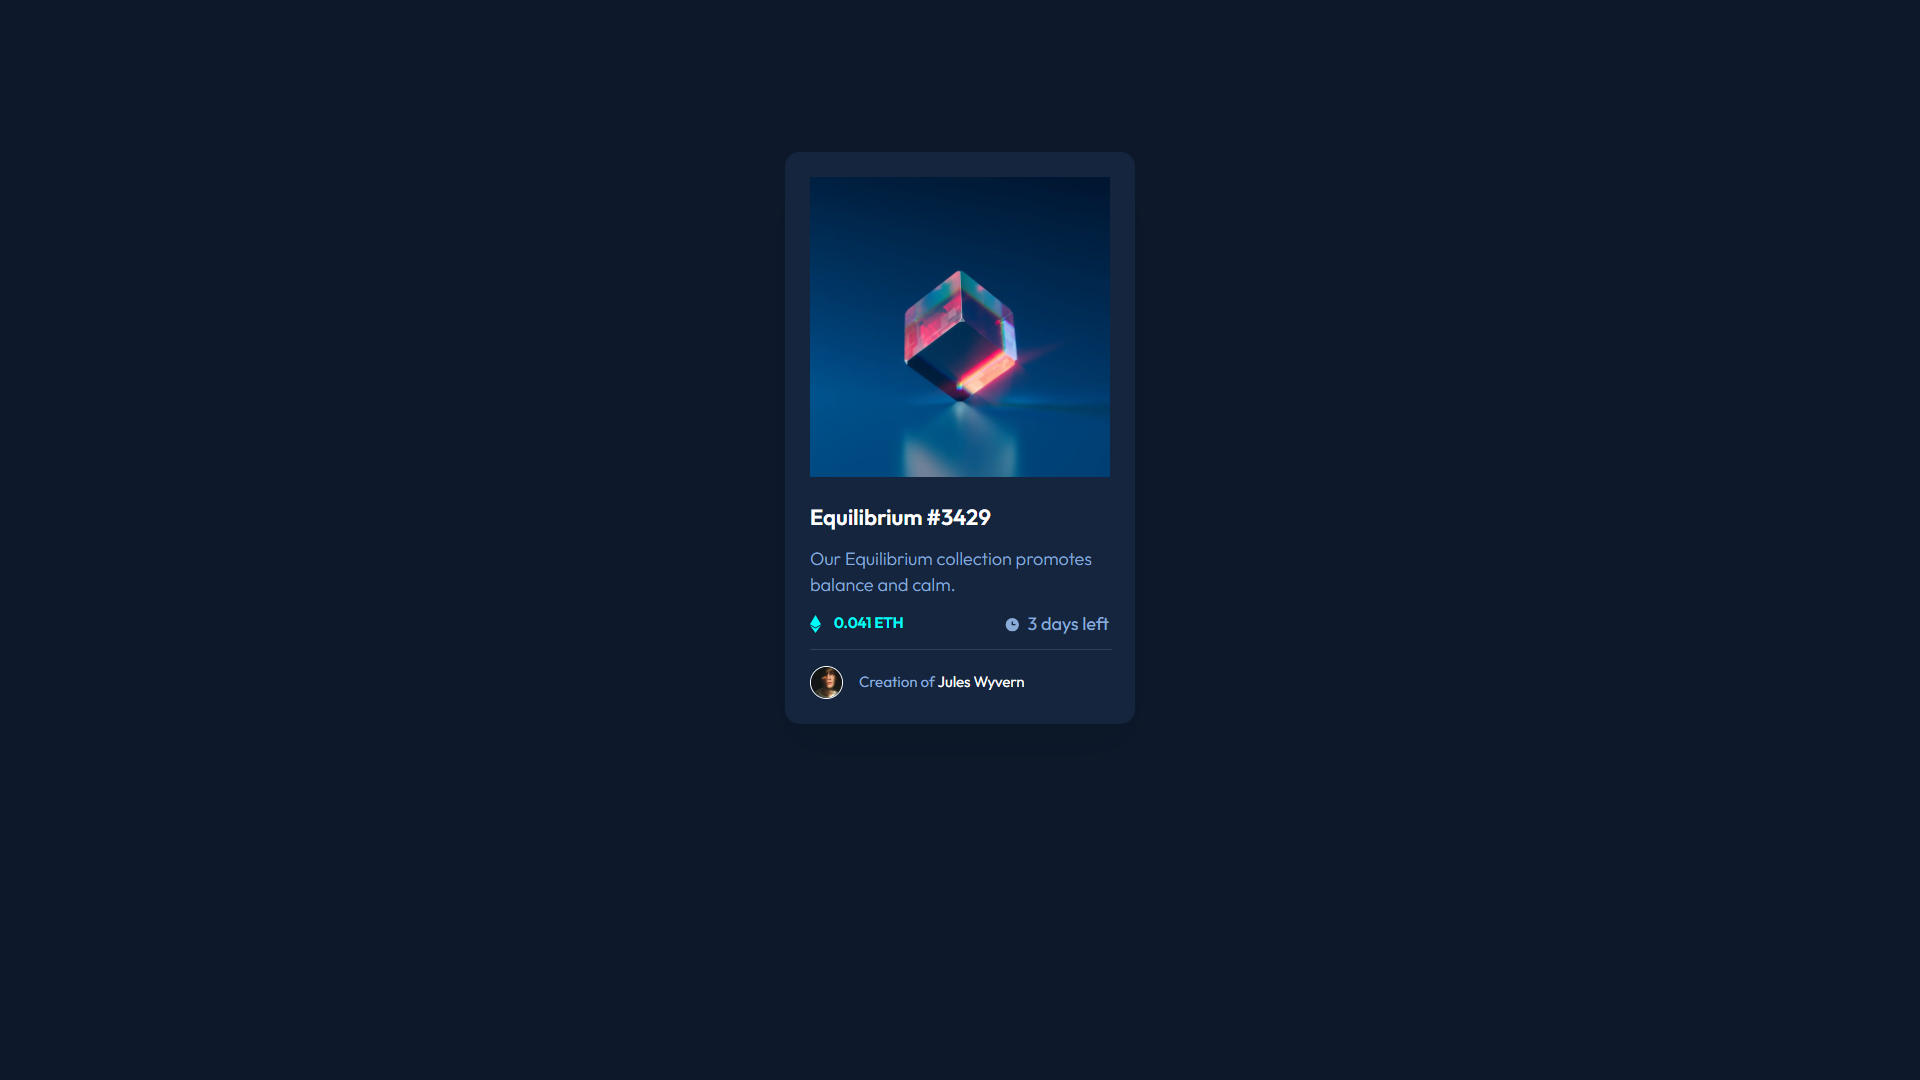 Equilibrium #3429
Our Equilibrium collection promotes
balance and calm.
0.041 ETH
3 days left
Creation of Jules Wyvern